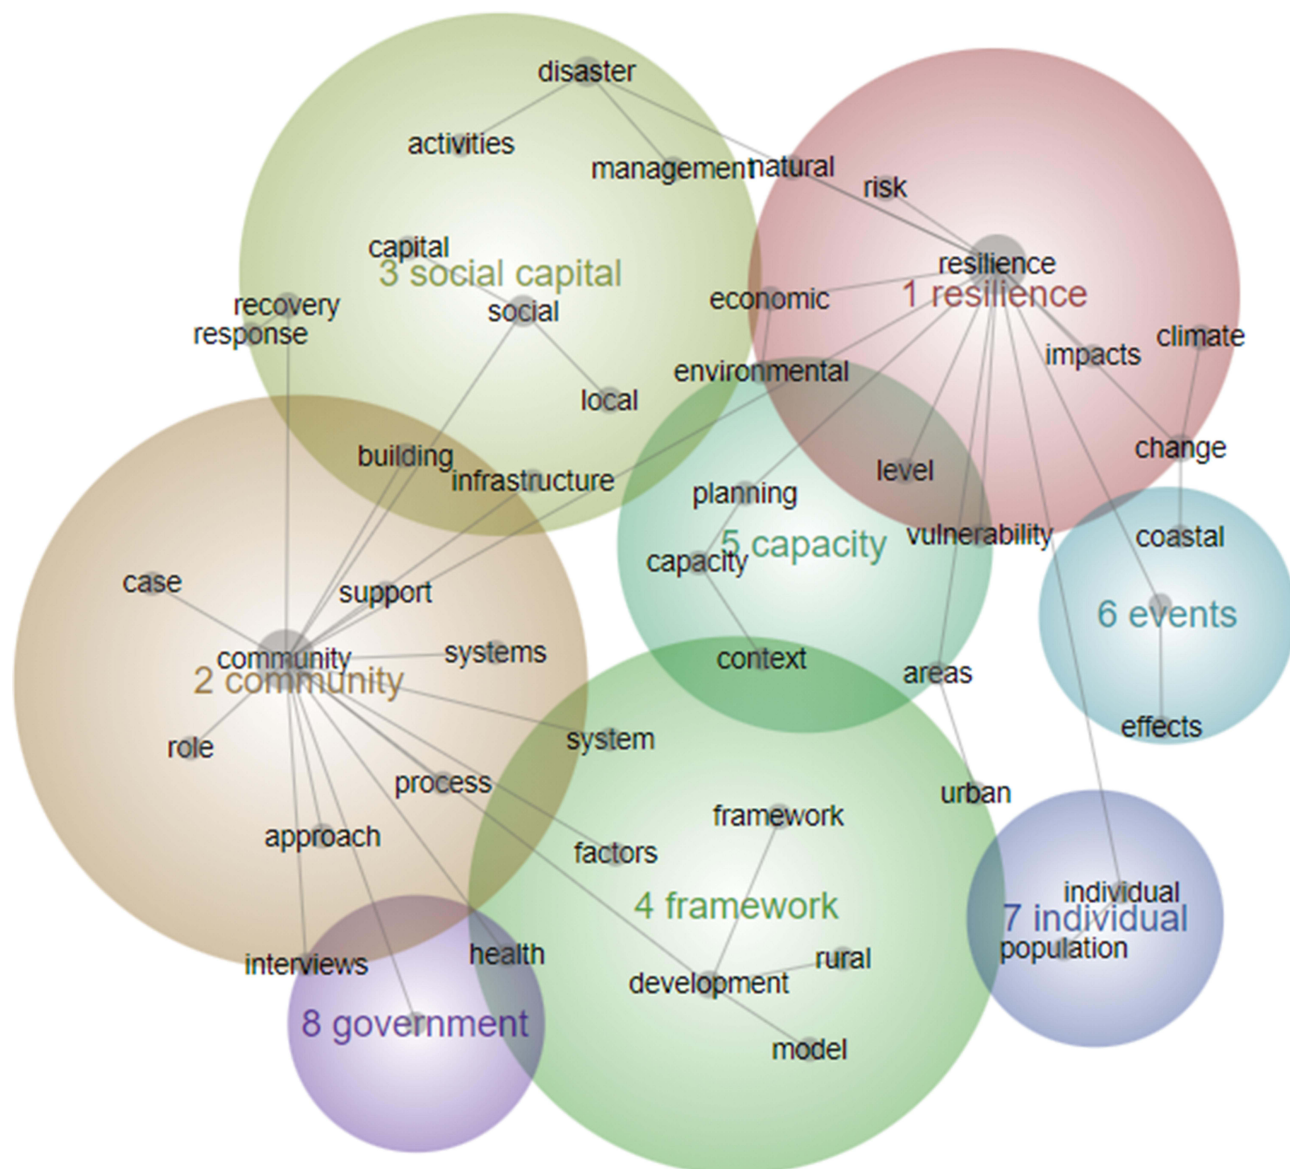 disaster
activities
management
natural
risk
capital
3 social capital
resilience
1 resilience
recovery
response
social
economic
climate
impacts
environmental
local
change
building
infrastructure
level
planning
vulnerability
coastal
5 capacity
capacity
case
support
6 events
community
2 community
systems
context
areas
effects
role
system
process
urban
framework
approach
factors
4 framework
individual
7 individual
population
interviews
health
rural
development
8 government
model